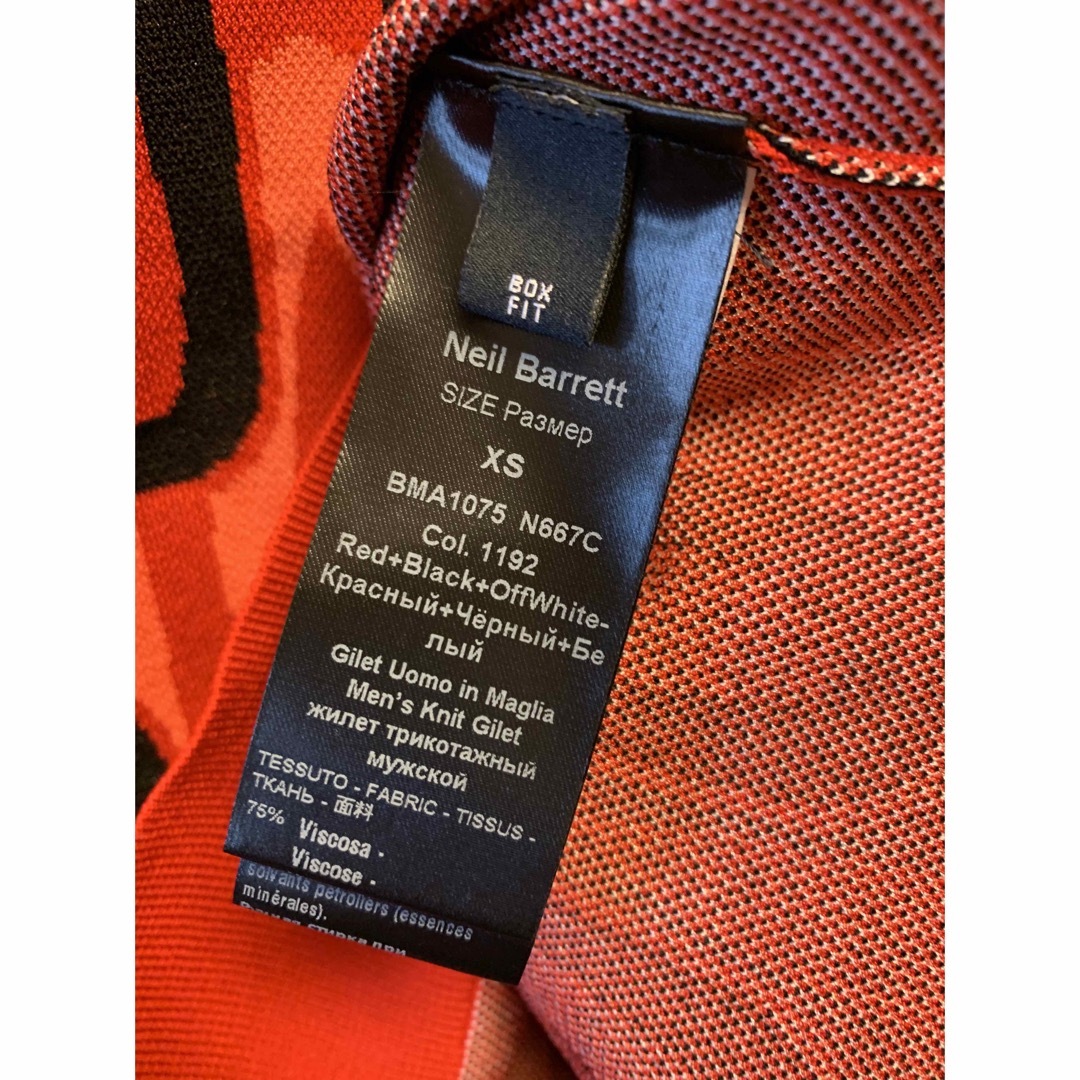 BOX
FIT
Neil Barrett
SIZE Размер
XS
BMA1075 N667C
Col. 1192
Red+Black+OffWhite-
Красный+Чёрный+Бе
лый
Gilet Uomo in Maglia
Men's Knit Gilet
жилет трикотажный
мужской
TESSUTO - FABRIC - TISSUS -
ТКАНЬ - 面料
75% Viscosa -
Viscose -
solvants petroliers (essences
minérales).
стирка при